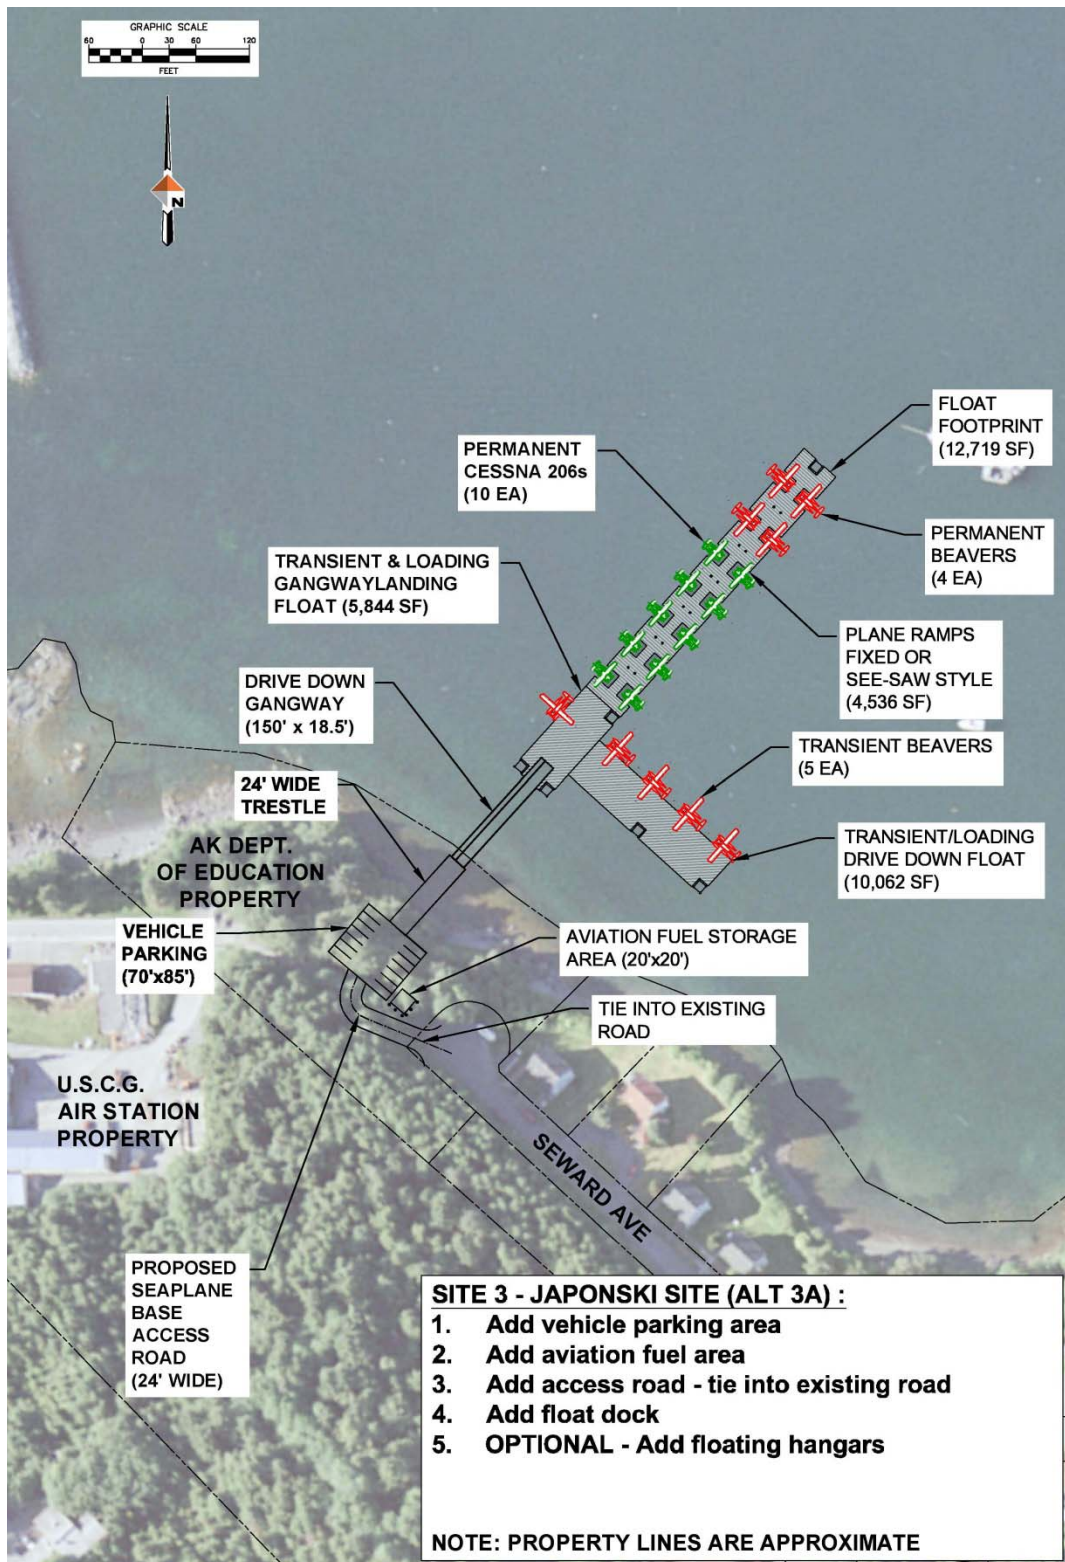 GRAPHIC SCALE
60 0 30 60 120
FEET
N
FLOAT
FOOTPRINT
(12,719 SF)
PERMANENT
CESSNA 206s
(10 EA)
PERMANENT
BEAVERS
(4 EA)
TRANSIENT & LOADING
GANGWAYLANDING
FLOAT (5,844 SF)
PLANE RAMPS
FIXED OR
SEE-SAW STYLE
(4,536 SF)
DRIVE DOWN
GANGWAY
(150' x 18.5')
TRANSIENT BEAVERS
(5 EA)
24' WIDE
TRESTLE
TRANSIENT/LOADING
DRIVE DOWN FLOAT
(10,062 SF)
AK DEPT.
OF EDUCATION
PROPERTY
VEHICLE
PARKING
(70'x85')
AVIATION FUEL STORAGE
AREA (20'x20')
TIE INTO EXISTING
ROAD
U.S.C.G.
AIR STATION
PROPERTY
SEWARD AVE
PROPOSED
SEAPLANE
BASE
ACCESS
ROAD
(24' WIDE)
SITE 3 - JAPONSKI SITE (ALT 3A) :
1. Add vehicle parking area
2. Add aviation fuel area
3. Add access road - tie into existing road
4. Add float dock
5. OPTIONAL - Add floating hangars
NOTE: PROPERTY LINES ARE APPROXIMATE